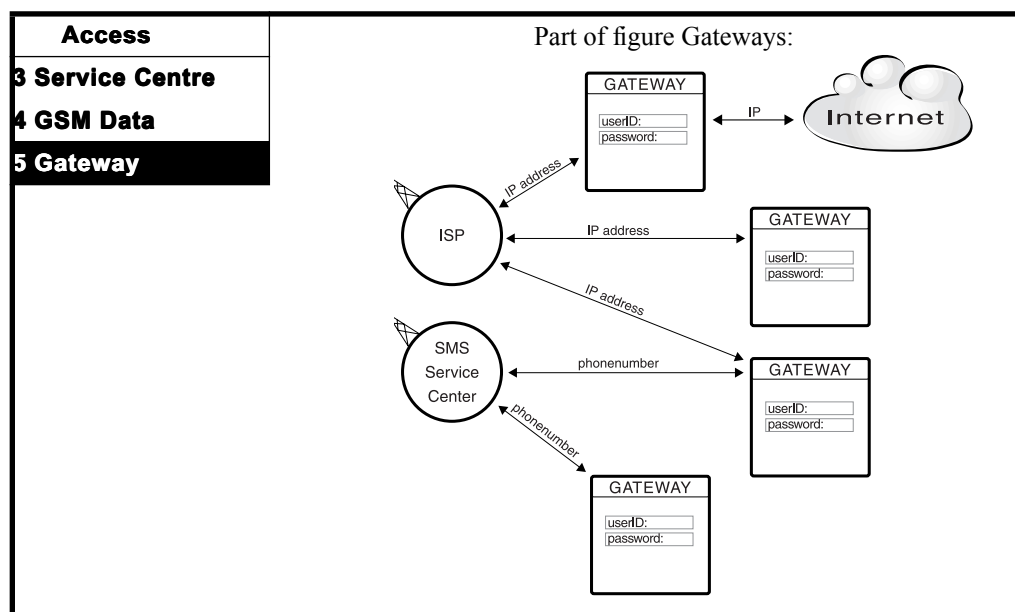 Access
3 Service Centre
4 GSM Data
5 Gateway
Part of figure Gateways:
GATEWAY
userID:
password:
IP
Internet
IP address
ISP
IP address
GATEWAY
userID:
password:
IP address
SMS
Service
Center
phonenumber
GATEWAY
userID:
password:
phonenumber
GATEWAY
userID:
password: